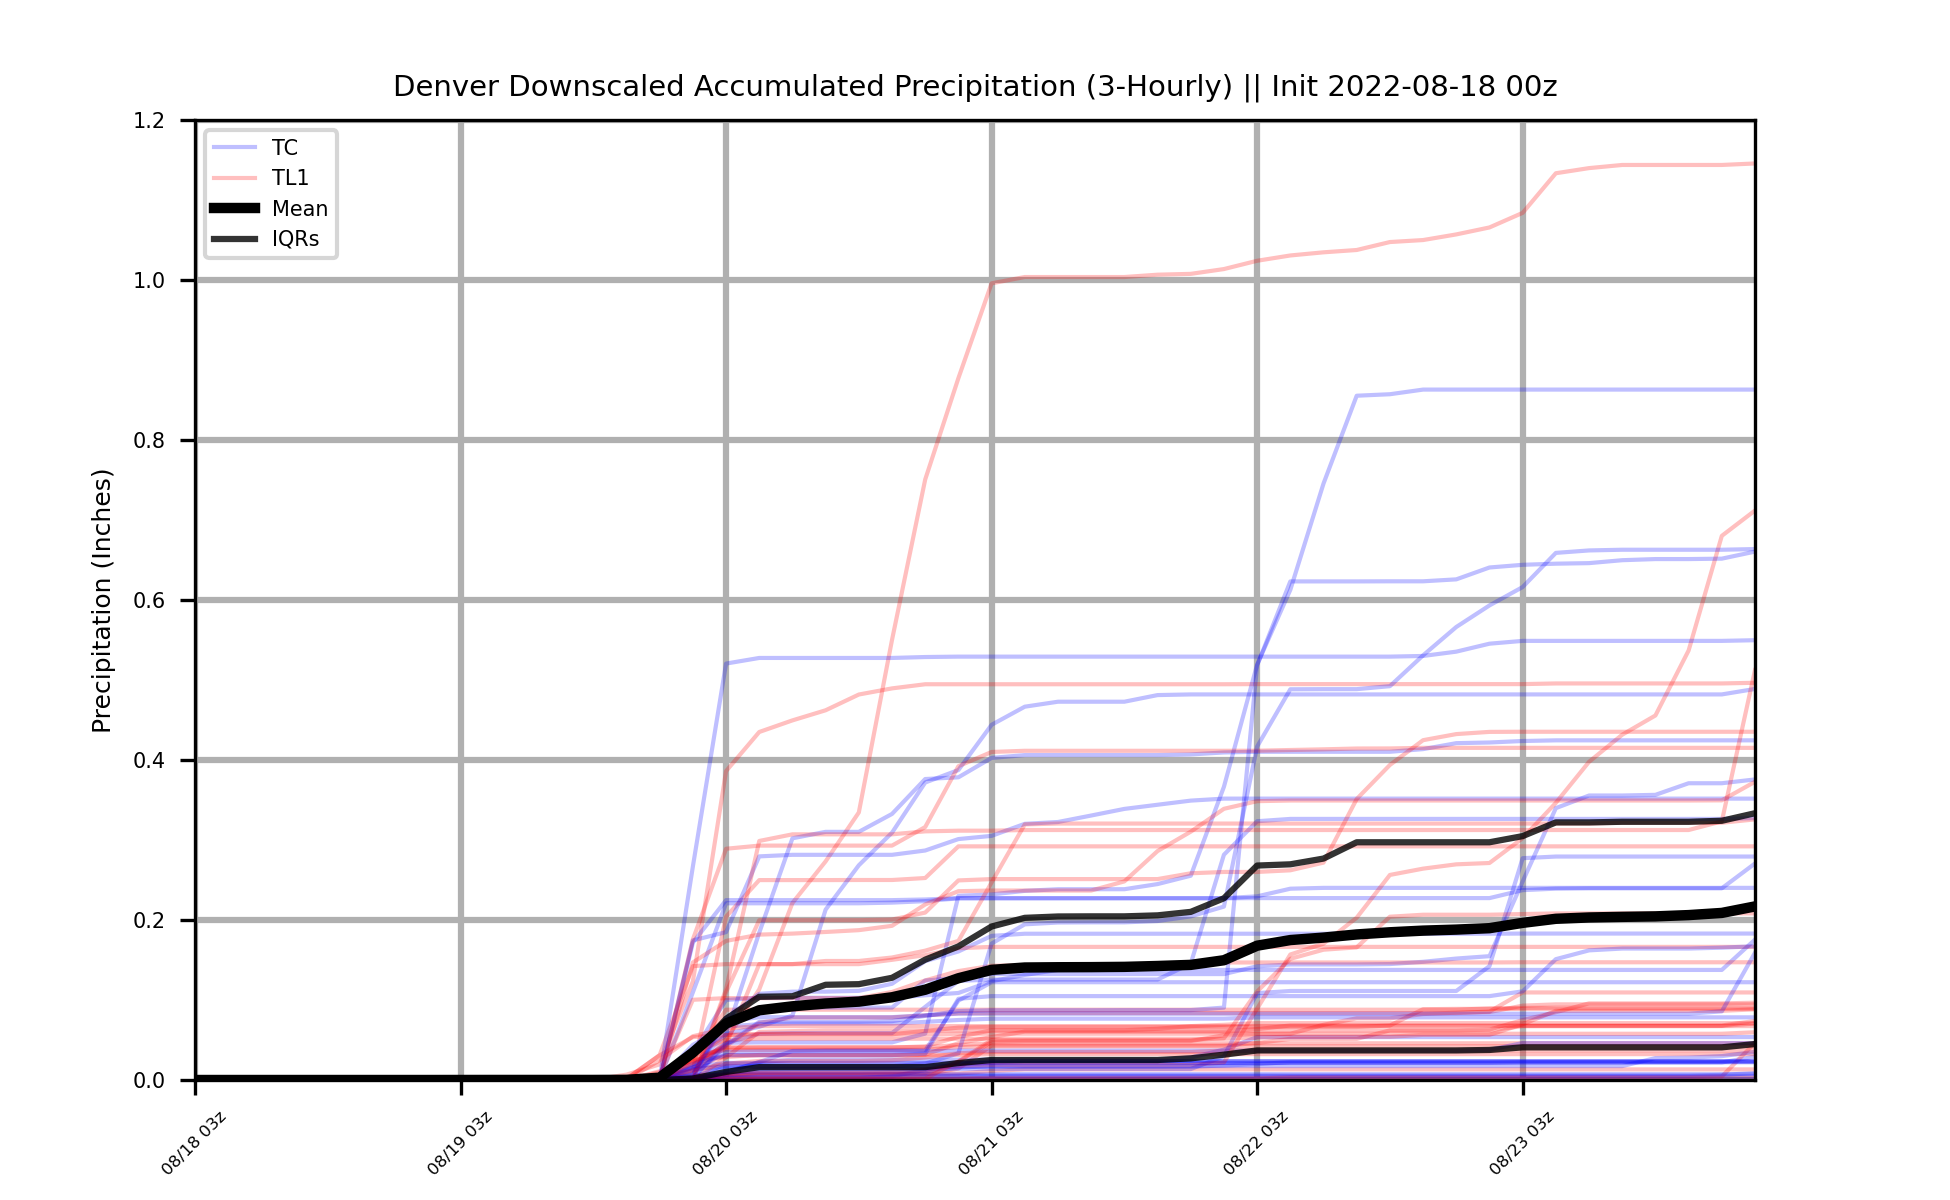 Denver Downscaled Accumulated Precipitation (3-Hourly) || Init 2022-08-18 00z
TC
TL1
Mean
IQRs
Precipitation (Inches)
1.2
1.0
0.8
0.6
0.4
0.2
0.0
08/18 03z
08/19 03z
08/20 03z
08/21 03z
08/22 03z
08/23 03z